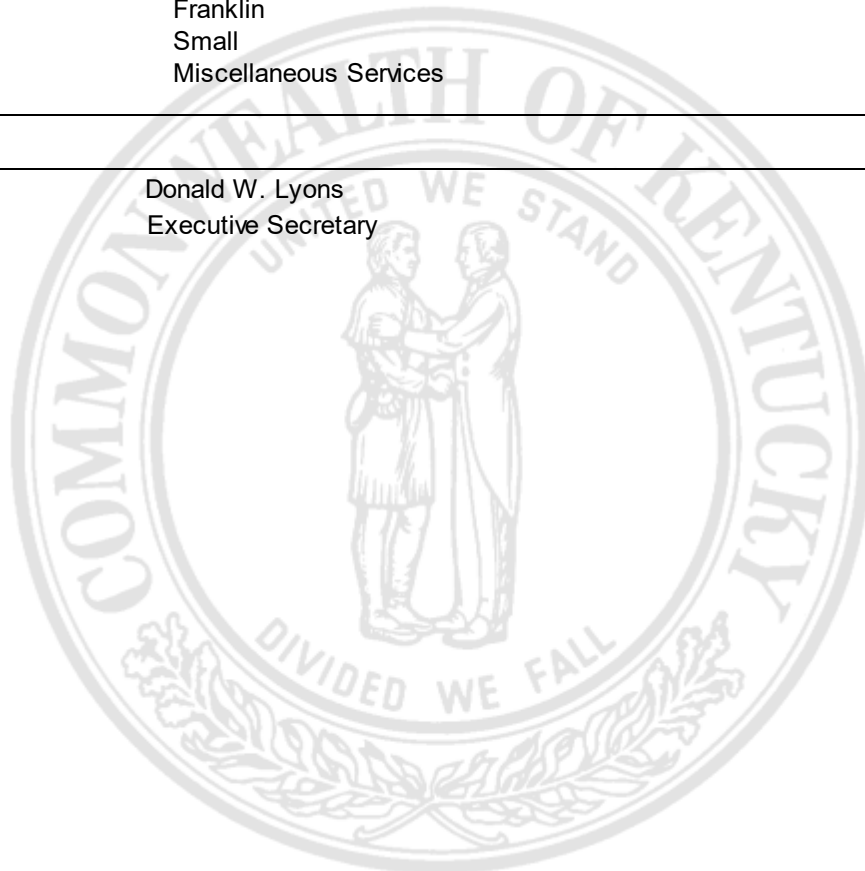 Franklin
Small
Miscellaneous Services
Donald W. Lyons
Executive Secretary
COMMONWEALTH OF KENTUCKY
UNITED WE STAND
DIVIDED WE FALL